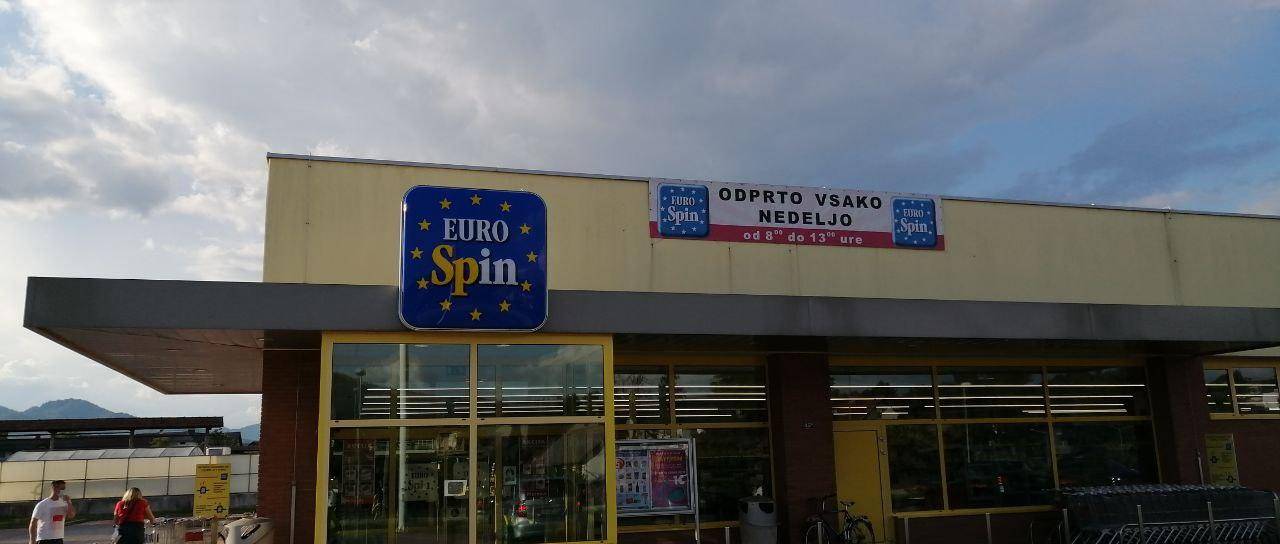 EURO
Spin
EURO
Spin
ODPRTO VSAKO
NEDELJO
od 8⁰⁰ do 13⁰⁰ ure
EURO
Spin